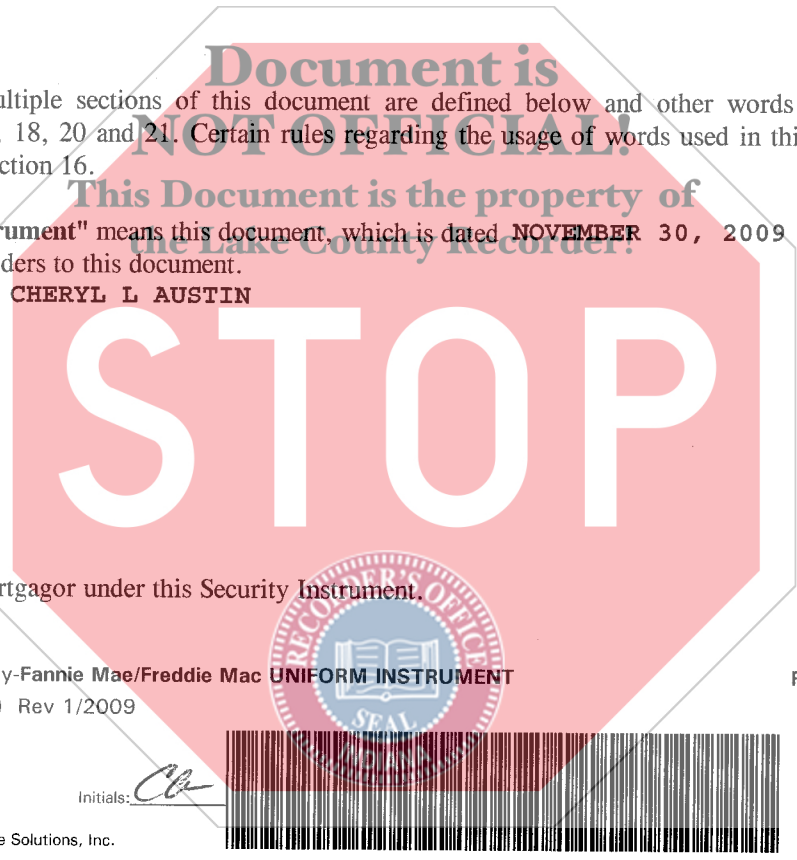 Document is
ultiple sections of this document are defined below and other words
, 18, 20 and 21. Certain rules regarding the usage of words used in thi
NOT OFFICIAL!
ction 16.
This Document is the property of
rument" means this document, which is dated NOVEMBER 30, 2009
the Lake County Recorder!
ders to this document.
CHERYL L AUSTIN
STOP
rtgagor under this Security Instrument.
RECORDER'S OFFICE
y-Fannie Mae/Freddie Mac UNIFORM INSTRUMENT
F
) Rev 1/2009
SEAL
INDIANA
Initials: Ca
e Solutions, Inc.